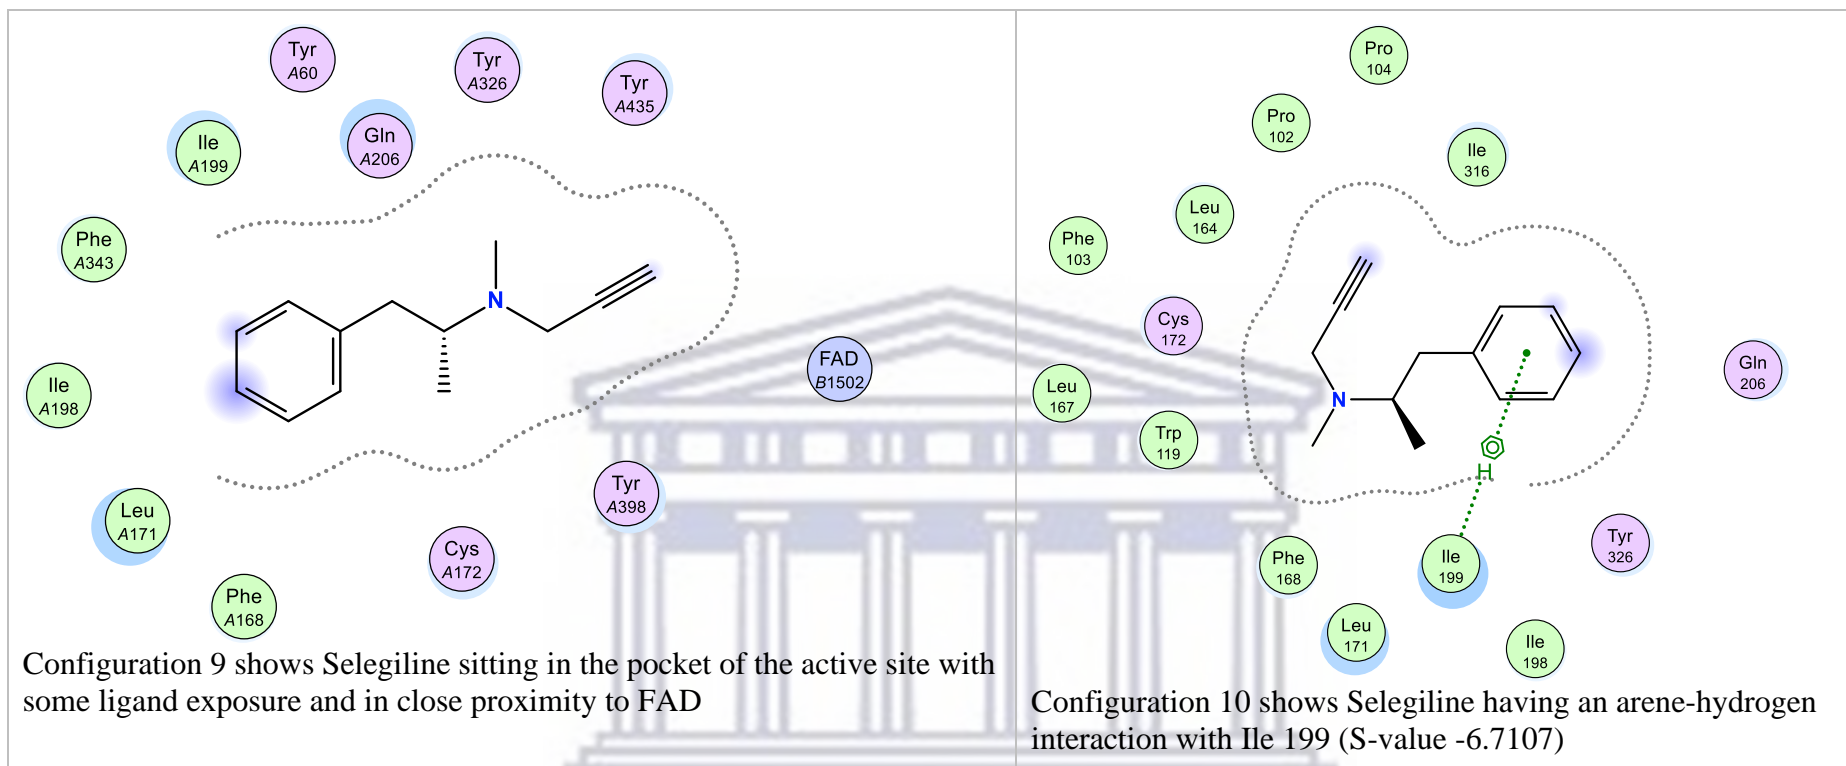 Tyr
A60
Tyr
A326
Tyr
A435
Ile
A199
Gln
A206
Phe
A343
N
FAD
B1502
Ile
A198
Tyr
A398
Leu
A171
Cys
A172
Phe
A168
Configuration 9 shows Selegiline sitting in the pocket of the active site with
some ligand exposure and in close proximity to FAD
Pro
104
Pro
102
Ile
316
Leu
164
Phe
103
Cys
172
Gln
206
Leu
167
N
Trp
119
H
Tyr
326
Phe
168
Ile
199
Leu
171
Ile
198
Configuration 10 shows Selegiline having an arene-hydrogen
interaction with Ile 199 (S-value -6.7107)